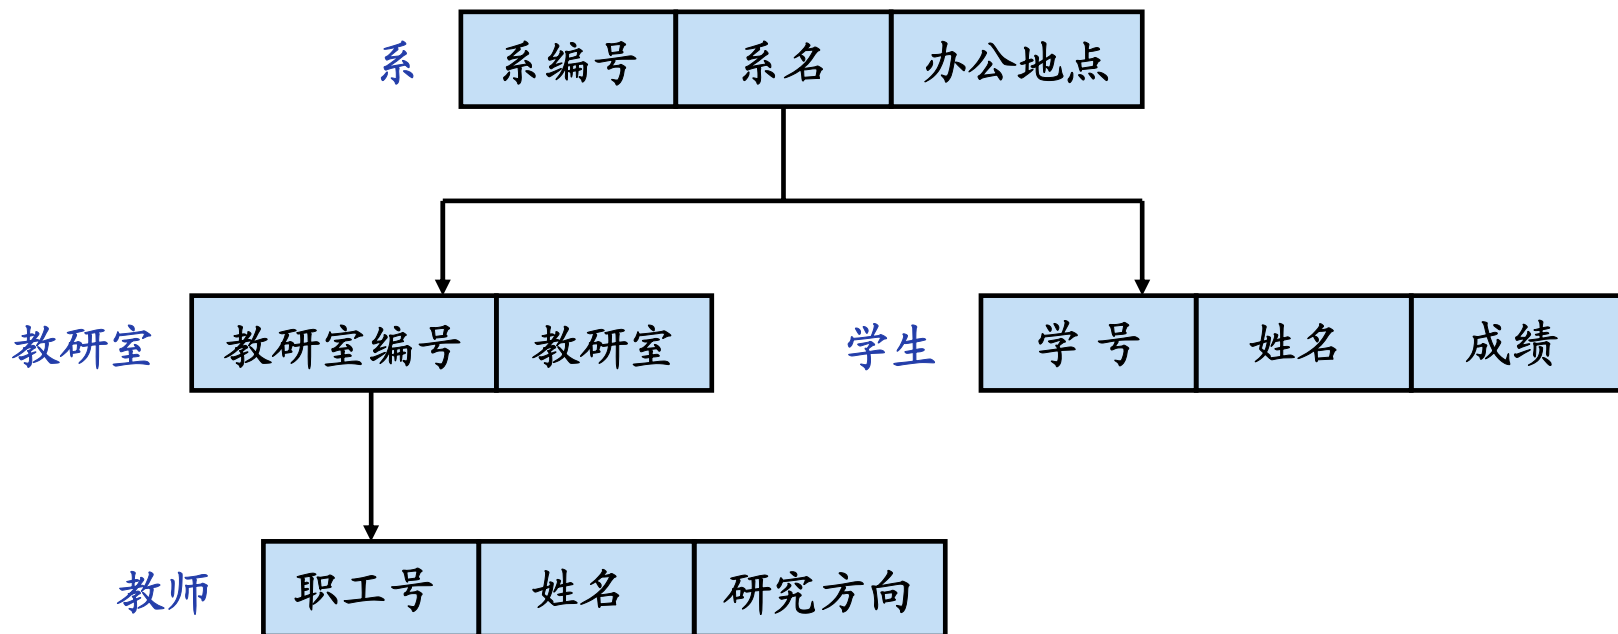 系 系编号 系名 办公地点
教研室 教研室编号 教研室 学生 学 号 姓名 成绩
教师 职工号 姓名 研究方向